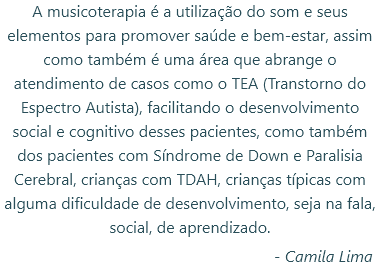 A musicoterapia é a utilização do som e seus
elementos para promover saúde e bem-estar, assim
como também é uma área que abrange o
atendimento de casos como o TEA (Transtorno do
Espectro Autista), facilitando o desenvolvimento
social e cognitivo desses pacientes, como também
dos pacientes com Síndrome de Down e Paralisia
Cerebral, crianças com TDAH, crianças típicas com
alguma dificuldade de desenvolvimento, seja na fala,
social, de aprendizado.
- Camila Lima